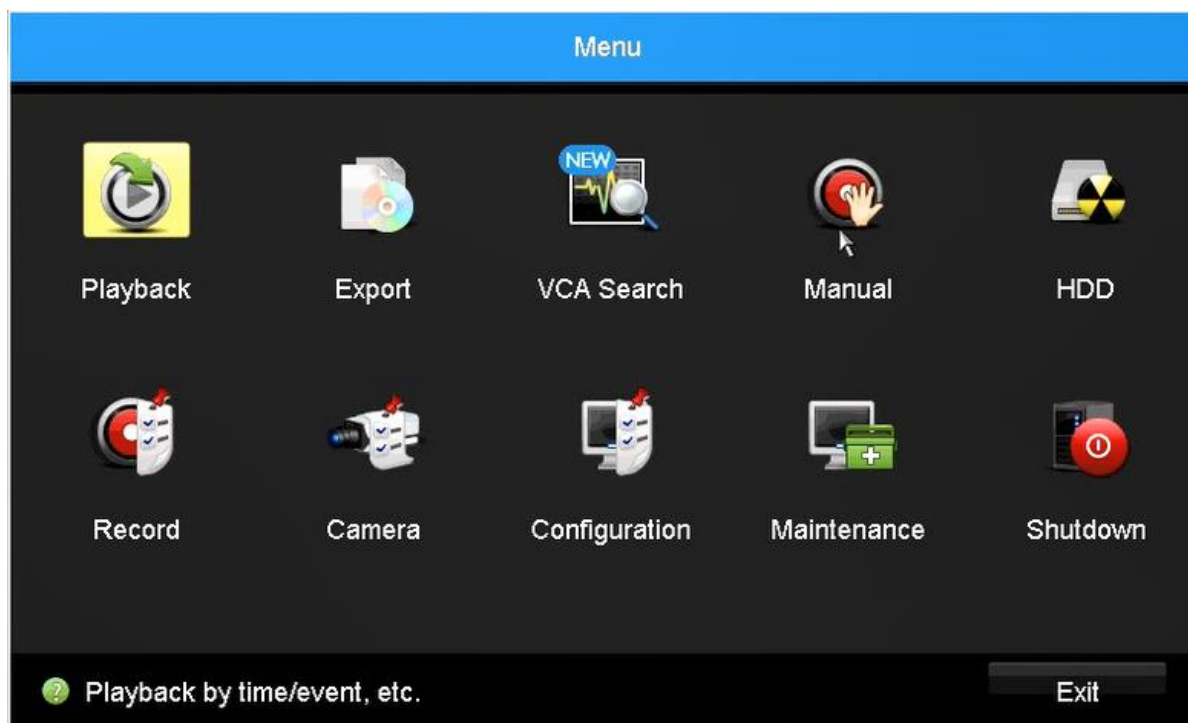 Menu
NEW
Playback Export VCA Search Manual HDD
Record Camera Configuration Maintenance Shutdown
Playback by time/event, etc. Exit